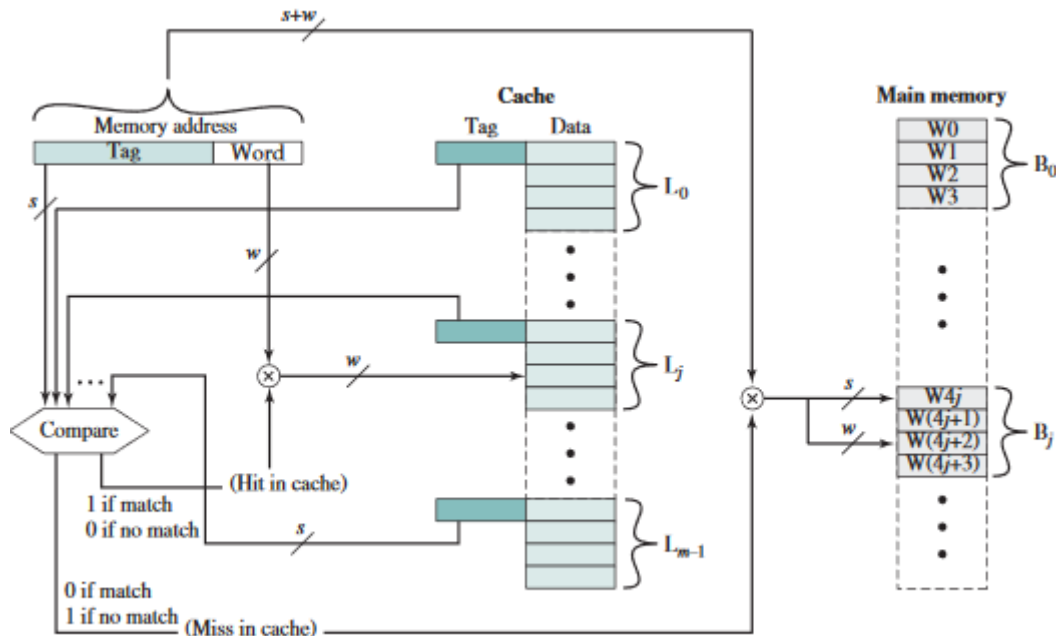 s+w
Cache
Main memory
Memory address
Tag Data
Tag Word
W0
W1
W2
W3
B0
L0
s
w
w
Lj
s
W4j
W(4j+1)
W(4j+2)
W(4j+3)
w
Bj
Compare
(Hit in cache)
1 if match
0 if no match
s
Lm–1
0 if match
1 if no match
(Miss in cache)